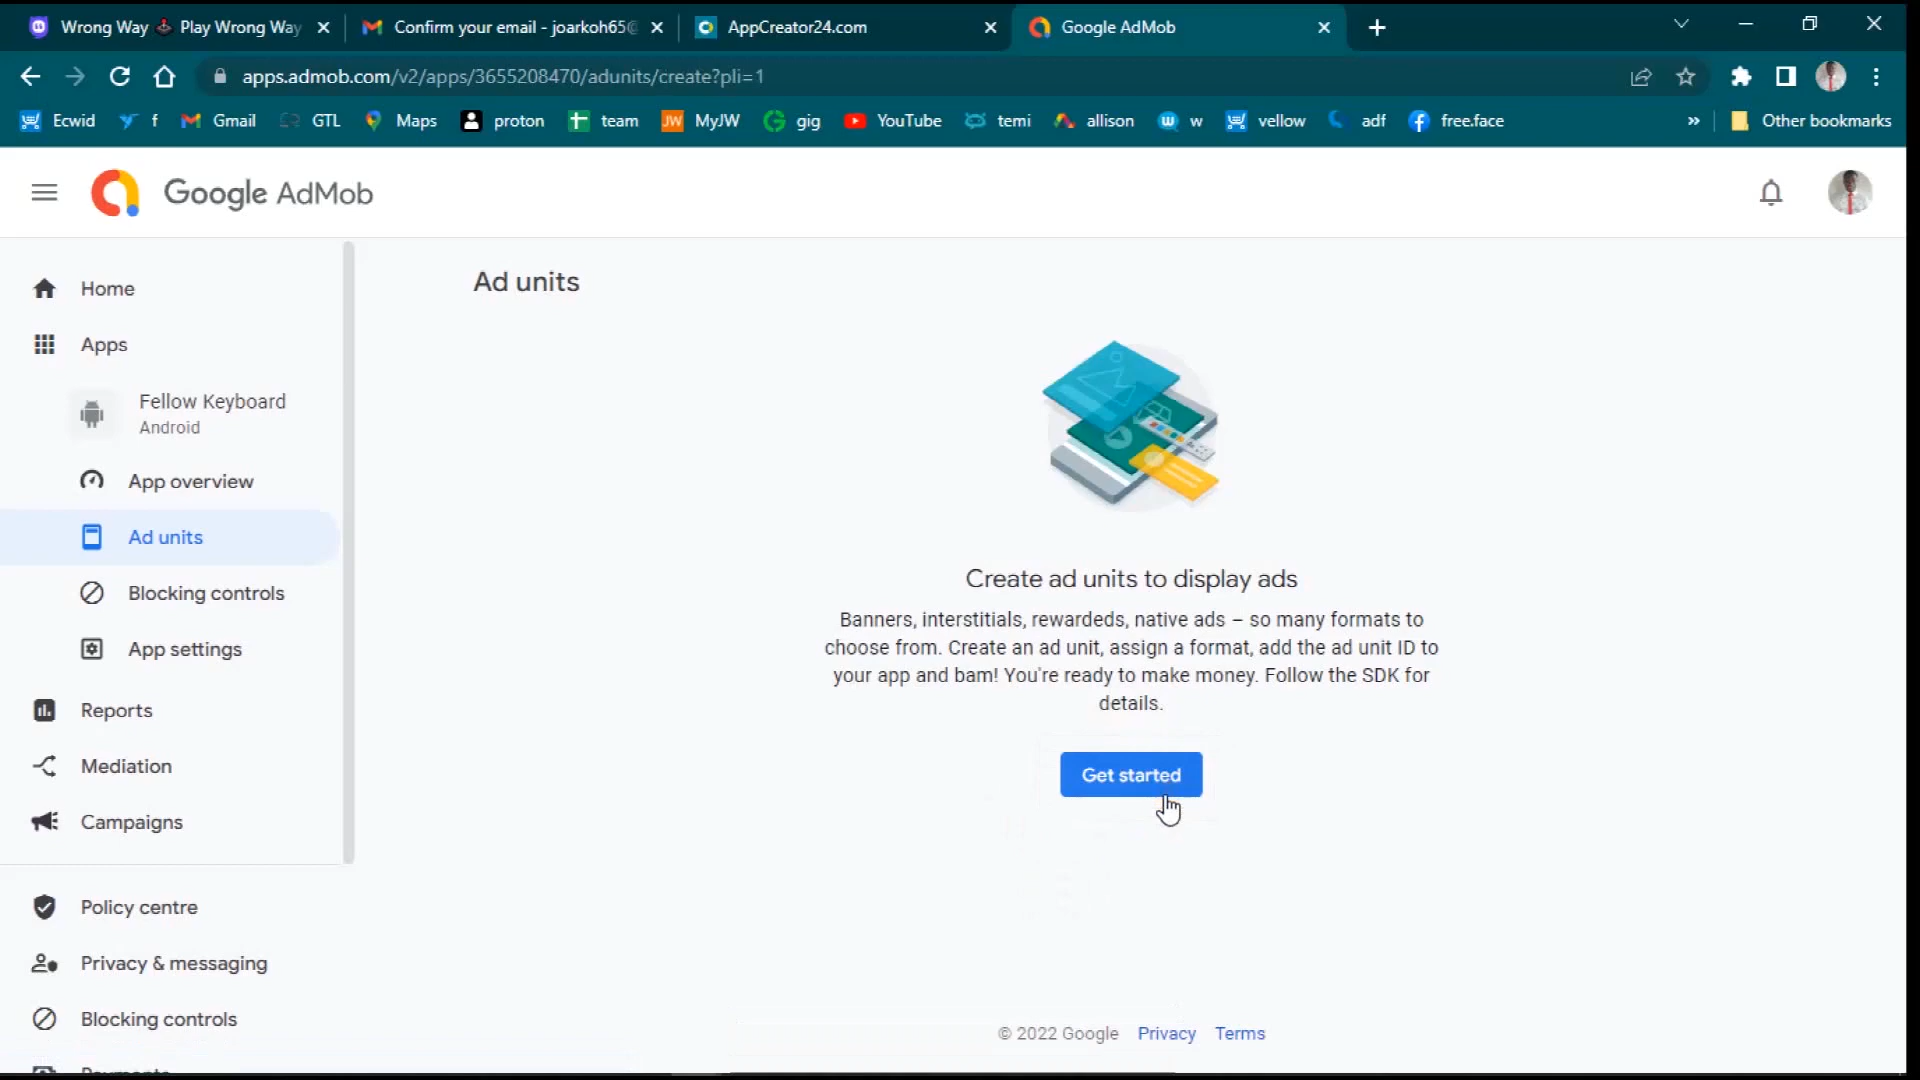 Wrong Way Play Wrong Way
Confirm your email - joarkoh65@
AppCreator24.com
Google AdMob
apps.admob.com/v2/apps/3655208470/adunits/create?pli=1
Ecwid
f
Gmail
GTL
Maps
proton
team
MyJW
gig
YouTube
temi
allison
w
vellow
adf
free.face
»
Other bookmarks
Google AdMob
Home
Apps
Fellow Keyboard
Android
App overview
Ad units
Blocking controls
App settings
Reports
Mediation
Campaigns
Policy centre
Privacy & messaging
Blocking controls
Payments
Ad units
Create ad units to display ads
Banners, interstitials, rewardeds, native ads – so many formats to
choose from. Create an ad unit, assign a format, add the ad unit ID to
your app and bam! You're ready to make money. Follow the SDK for
details.
Get started
© 2022 Google Privacy Terms